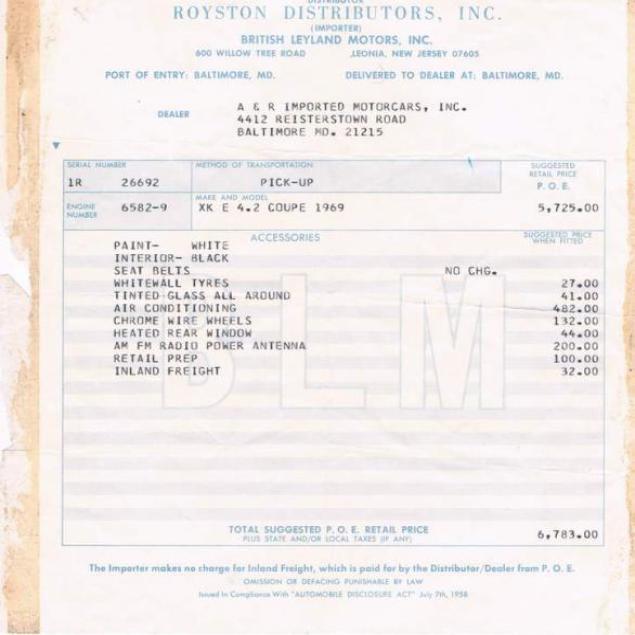 DISTRIBUTOR
ROYSTON DISTRIBUTORS, INC.
(IMPORTER)
BRITISH LEYLAND MOTORS, INC.
600 WILLOW TREE ROAD LEONIA, NEW JERSEY 07605
PORT OF ENTRY: BALTIMORE, MD. DELIVERED TO DEALER AT: BALTIMORE, MD.
DEALER
A & R IMPORTED MOTORCARS, INC.
4412 REISTERSTOWN ROAD
BALTIMORE MD. 21215
SERIAL NUMBER METHOD OF TRANSPORTATION SUGGESTED RETAIL PRICE P. O. E.
1R 26692 PICK-UP
ENGINE NUMBER MAKE AND MODEL
6582-9 XK E 4.2 COUPE 1969 5,725.00
ACCESSORIES SUGGESTED PRICE WHEN FITTED
PAINT- WHITE
INTERIOR- BLACK
SEAT BELTS NO CHG.
WHITEWALL TYRES 27.00
TINTED GLASS ALL AROUND 41.00
AIR CONDITIONING 482.00
CHROME WIRE WHEELS 132.00
HEATED REAR WINDOW 44.00
AM FM RADIO POWER ANTENNA 200.00
RETAIL PREP 100.00
INLAND FREIGHT 32.00
BLM
TOTAL SUGGESTED P. O. E. RETAIL PRICE 6,783.00
PLUS STATE AND/OR LOCAL TAXES (IF ANY)
The Importer makes no charge for Inland Freight, which is paid for by the Distributor/Dealer from P. O. E.
OMISSION OR DEFACING PUNISHABLE BY LAW
Issued in Compliance With "AUTOMOBILE DISCLOSURE ACT" July 7th, 1958